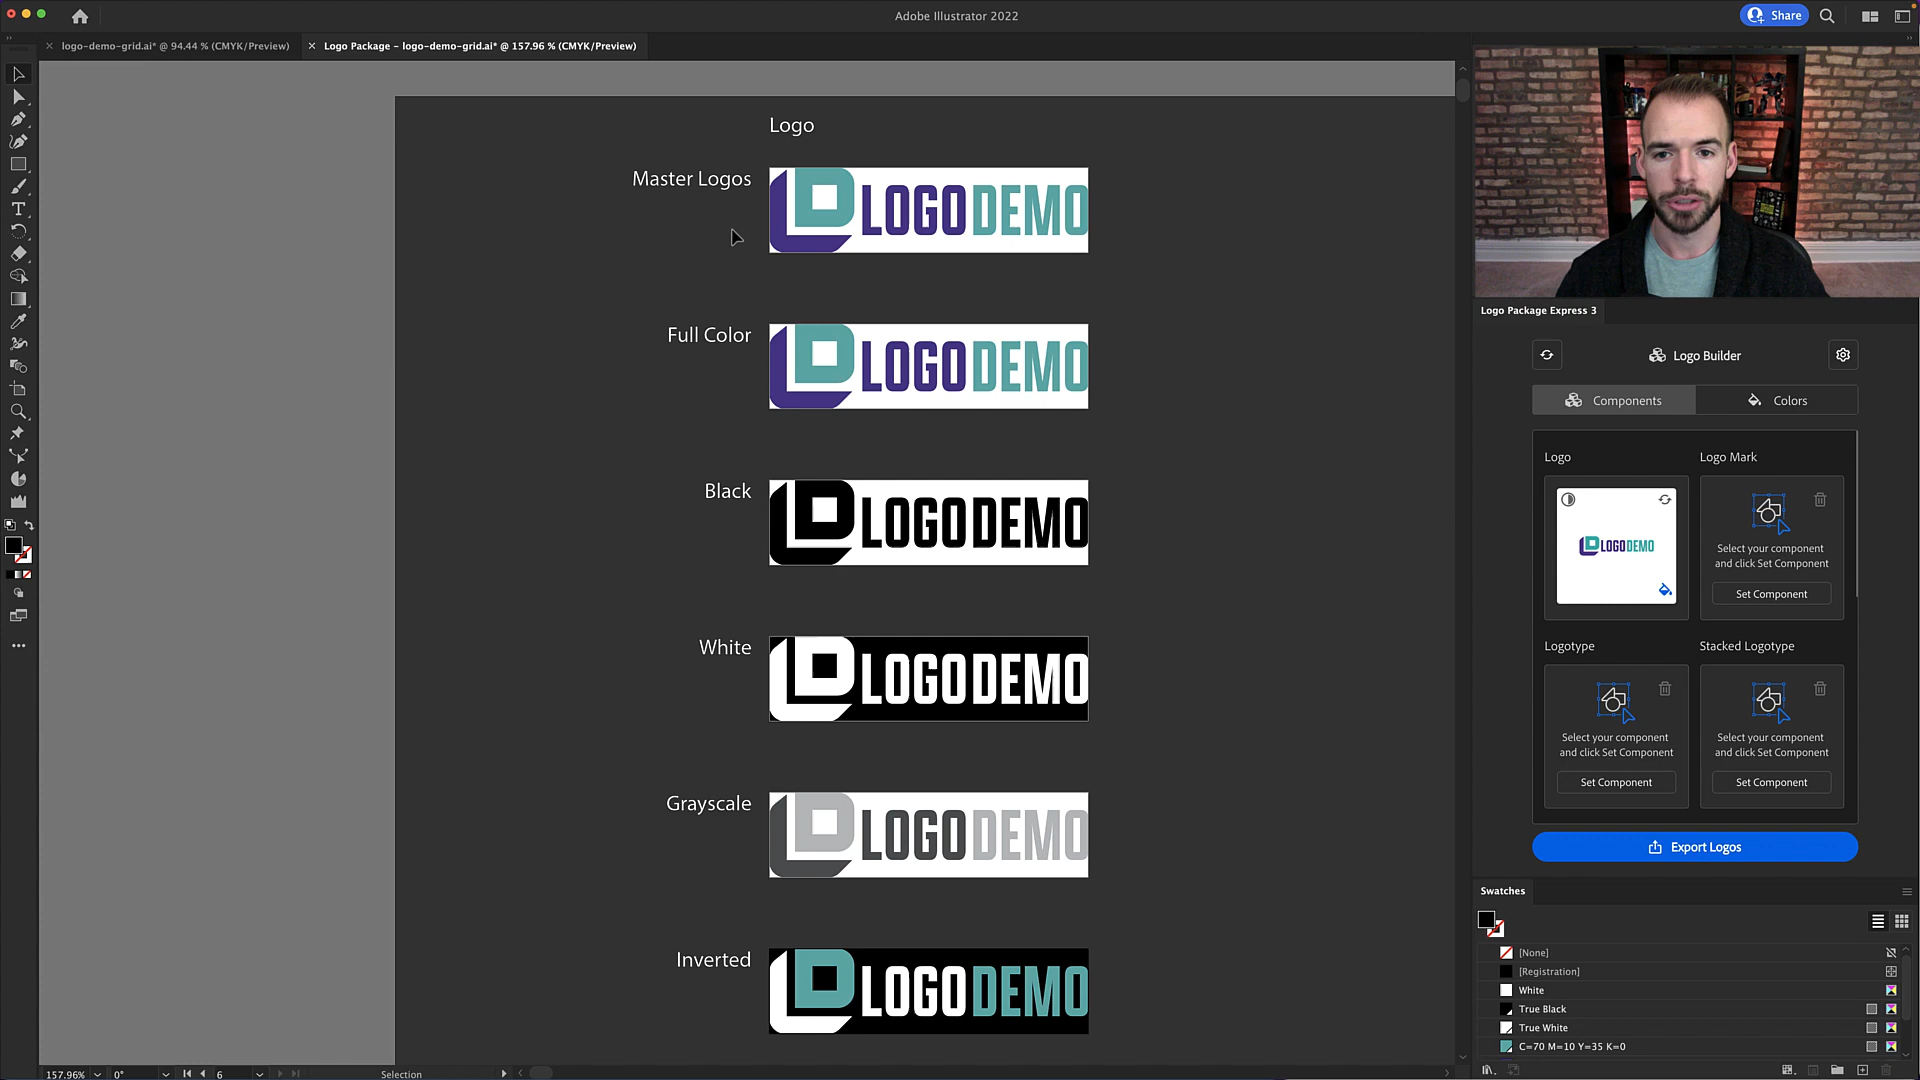 Adobe Illustrator 2022
Share
logo-demo-grid.ai* @ 94.44 % (CMYK/Preview)
Logo Package – logo-demo-grid.ai* @ 157.96 % (CMYK/Preview)
Logo
Master Logos
LOGODEMO
Full Color
LOGODEMO
Black
LOGODEMO
White
LOGODEMO
Grayscale
LOGODEMO
Inverted
LOGODEMO
157.96%
0°
6
Selection
Logo Package Express 3
Logo Builder
Components
Colors
Logo
Logo Mark
LOGODEMO
Select your component
and click Set Component
Set Component
Logotype
Stacked Logotype
Select your component
and click Set Component
Set Component
Select your component
and click Set Component
Set Component
Export Logos
Swatches
[None]
[Registration]
White
True Black
True White
C=70 M=10 Y=35 K=0